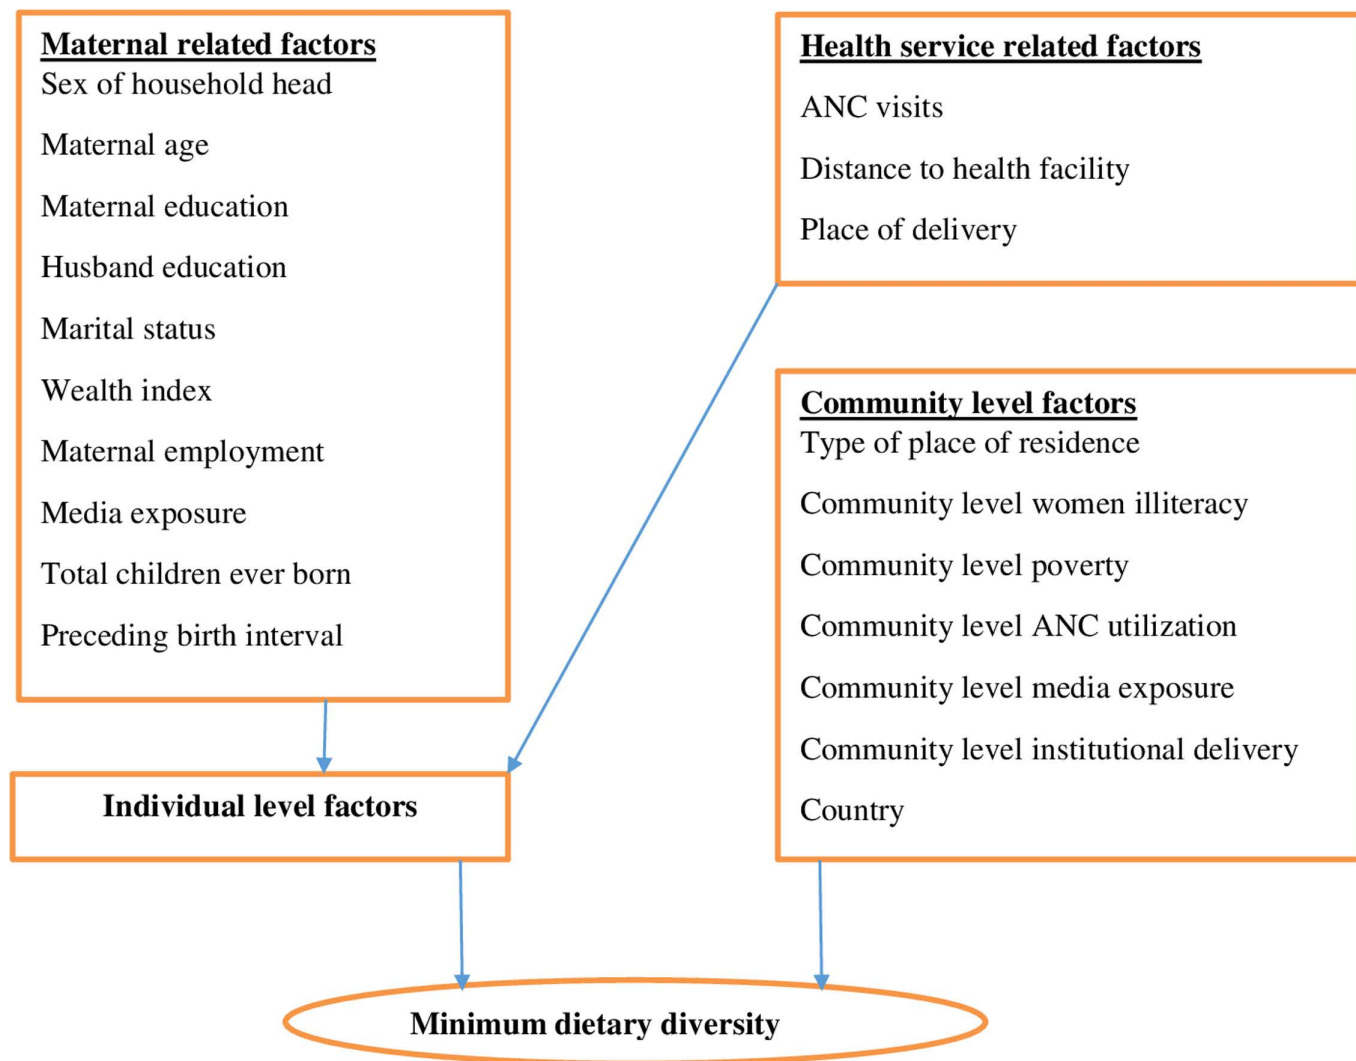 Maternal related factors
Sex of household head
Maternal age
Maternal education
Husband education
Marital status
Wealth index
Maternal employment
Media exposure
Total children ever born
Preceding birth interval
Health service related factors
ANC visits
Distance to health facility
Place of delivery
Community level factors
Type of place of residence
Community level women illiteracy
Community level poverty
Community level ANC utilization
Community level media exposure
Community level institutional delivery
Country
Individual level factors
Minimum dietary diversity